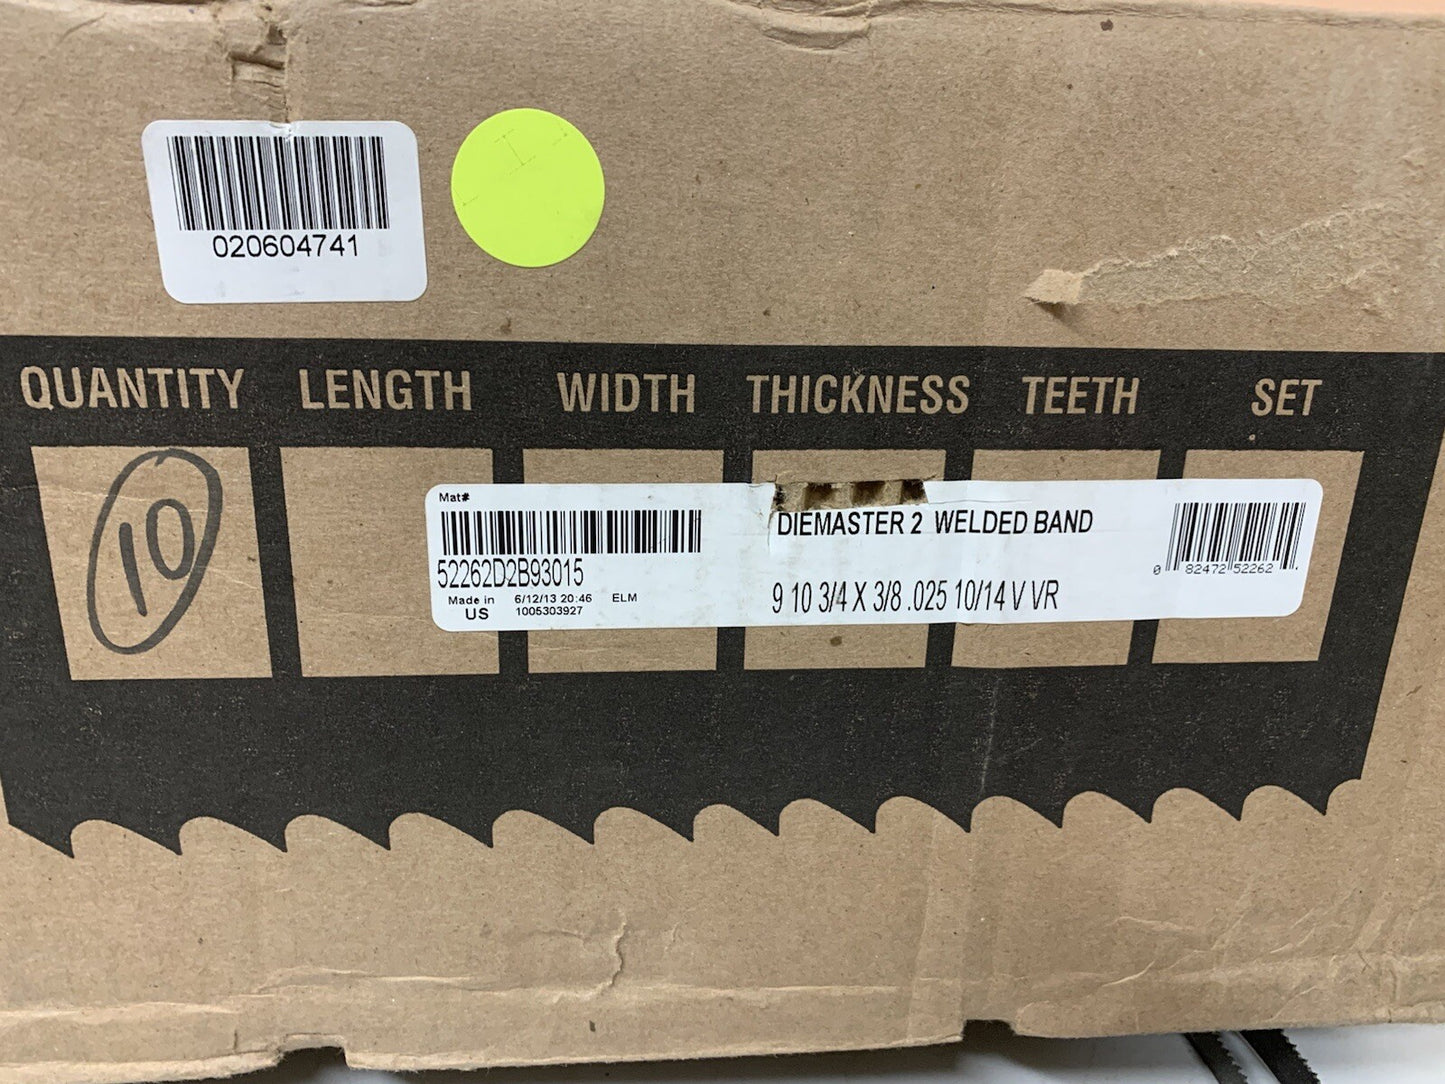 020604741
QUANTITY LENGTH WIDTH THICKNESS TEETH SET
10
Mat#
52262D2B93015
Made in 6/12/13 20:46 ELM
US 1005303927
DIEMASTER 2 WELDED BAND
9 10 3/4 X 3/8 .025 10/14 V VR
0 82472 52262